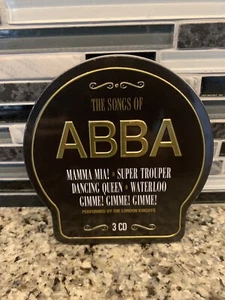 THE SONGS OF
ABBA
MAMMA MIA! • SUPER TROUPER
DANCING QUEEN • WATERLOO
GIMME! GIMME! GIMME!
PERFORMED BY THE LONDON KNIGHTS
3 CD